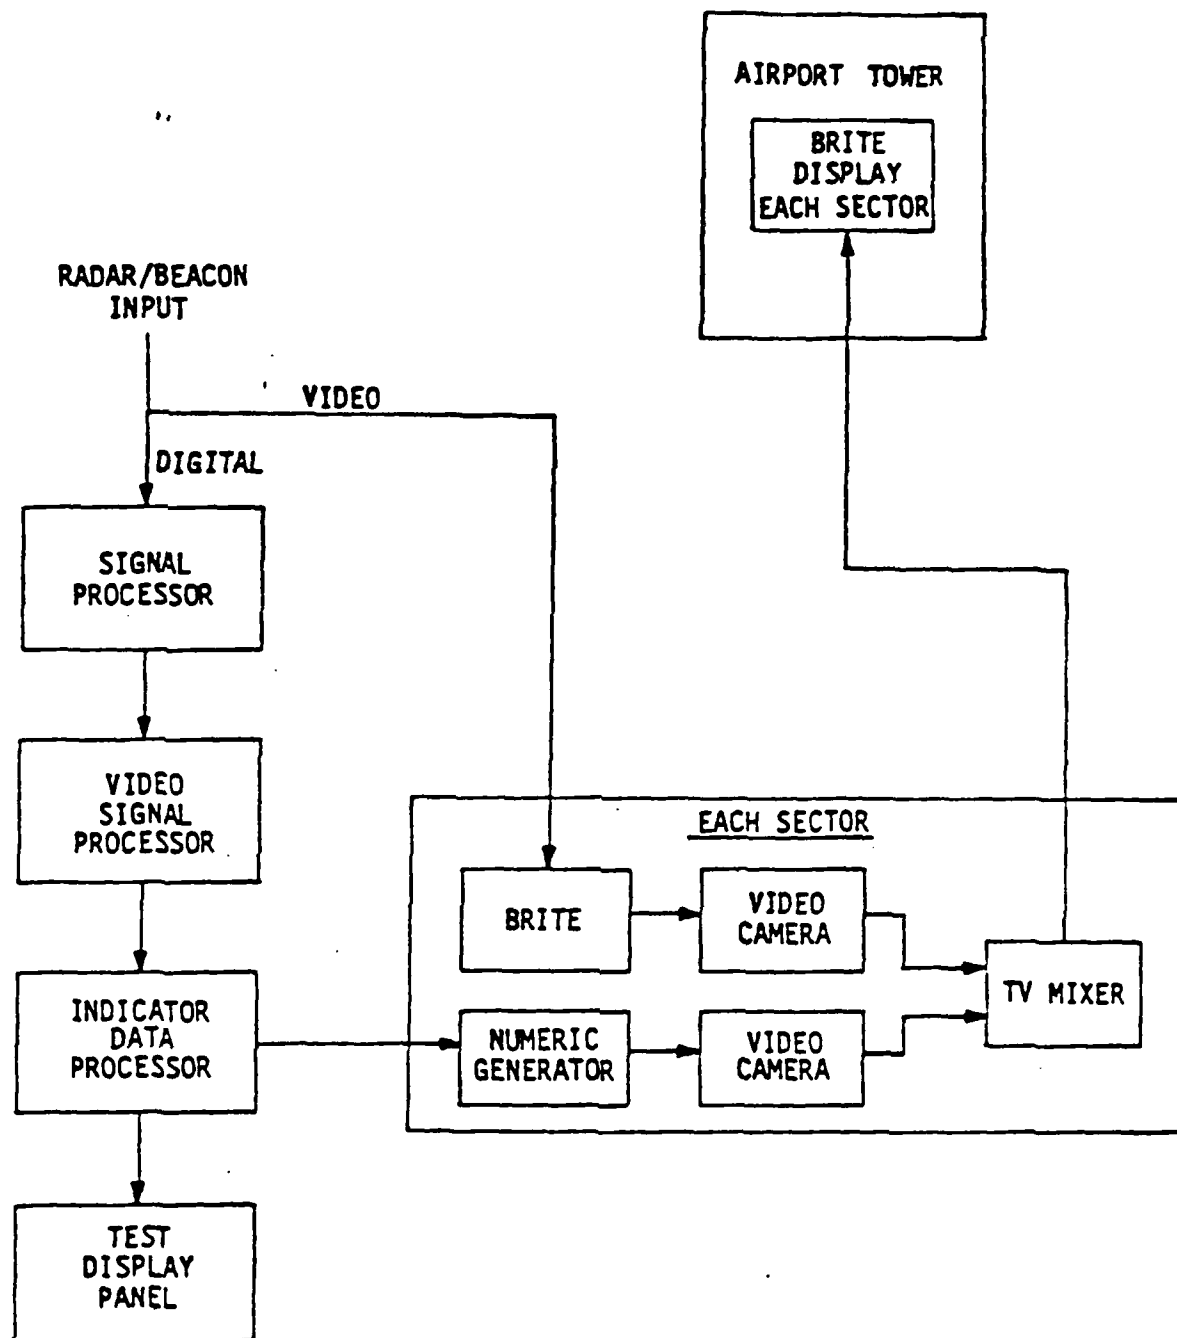 AIRPORT TOWER
BRITE
DISPLAY
EACH SECTOR
RADAR/BEACON
INPUT
VIDEO
DIGITAL
SIGNAL
PROCESSOR
VIDEO
SIGNAL
PROCESSOR
EACH SECTOR
BRITE
VIDEO
CAMERA
TV MIXER
INDICATOR
DATA
PROCESSOR
NUMERIC
GENERATOR
VIDEO
CAMERA
TEST
DISPLAY
PANEL